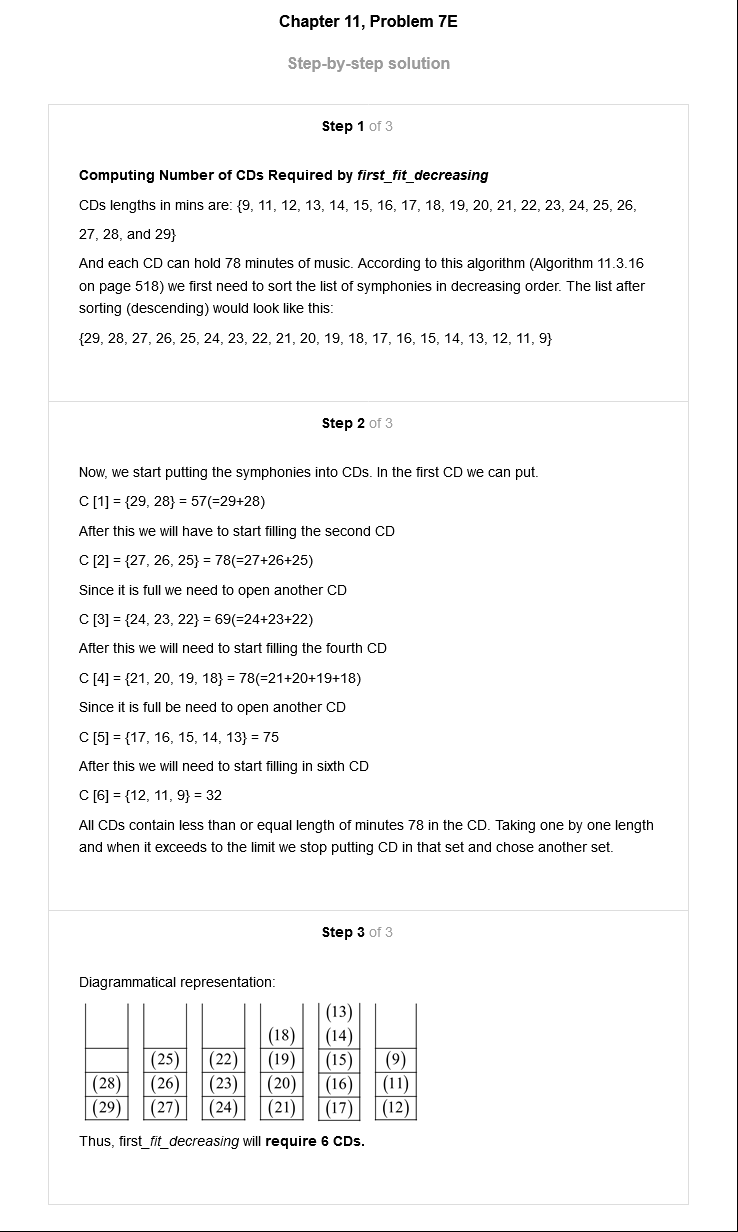 Chapter 11, Problem 7E
Step-by-step solution
Step 1 of 3
Computing Number of CDs Required by first_fit_decreasing
CDs lengths in mins are: {9, 11, 12, 13, 14, 15, 16, 17, 18, 19, 20, 21, 22, 23, 24, 25, 26,
27, 28, and 29}
And each CD can hold 78 minutes of music. According to this algorithm (Algorithm 11.3.16
on page 518) we first need to sort the list of symphonies in decreasing order. The list after
sorting (descending) would look like this:
{29, 28, 27, 26, 25, 24, 23, 22, 21, 20, 19, 18, 17, 16, 15, 14, 13, 12, 11, 9}
Step 2 of 3
Now, we start putting the symphonies into CDs. In the first CD we can put.
C [1] = {29, 28} = 57(=29+28)
After this we will have to start filling the second CD
C [2] = {27, 26, 25} = 78(=27+26+25)
Since it is full we need to open another CD
C [3] = {24, 23, 22} = 69(=24+23+22)
After this we will need to start filling the fourth CD
C [4] = {21, 20, 19, 18} = 78(=21+20+19+18)
Since it is full be need to open another CD
C [5] = {17, 16, 15, 14, 13} = 75
After this we will need to start filling in sixth CD
C [6] = {12, 11, 9} = 32
All CDs contain less than or equal length of minutes 78 in the CD. Taking one by one length
and when it exceeds to the limit we stop putting CD in that set and chose another set.
Step 3 of 3
Diagrammatical representation:
(13)
(18) (14)
(25) (22) (19) (15) (9)
(28) (26) (23) (20) (16) (11)
(29) (27) (24) (21) (17) (12)
Thus, first_fit_decreasing will require 6 CDs.